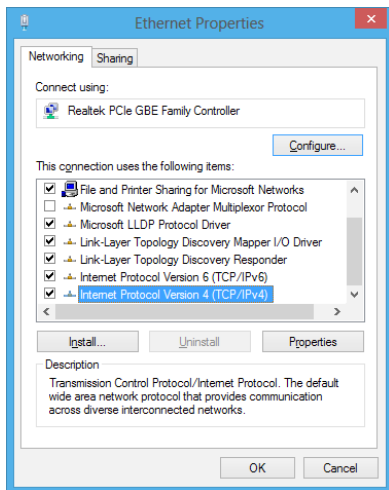 Ethernet Properties
Networking
Sharing
Connect using:
Realtek PCIe GBE Family Controller
Configure...
This connection uses the following items:
File and Printer Sharing for Microsoft Networks
Microsoft Network Adapter Multiplexor Protocol
Microsoft LLDP Protocol Driver
Link-Layer Topology Discovery Mapper I/O Driver
Link-Layer Topology Discovery Responder
Internet Protocol Version 6 (TCP/IPv6)
Internet Protocol Version 4 (TCP/IPv4)
Install...
Uninstall
Properties
Description
Transmission Control Protocol/Internet Protocol. The default
wide area network protocol that provides communication
across diverse interconnected networks.
OK
Cancel